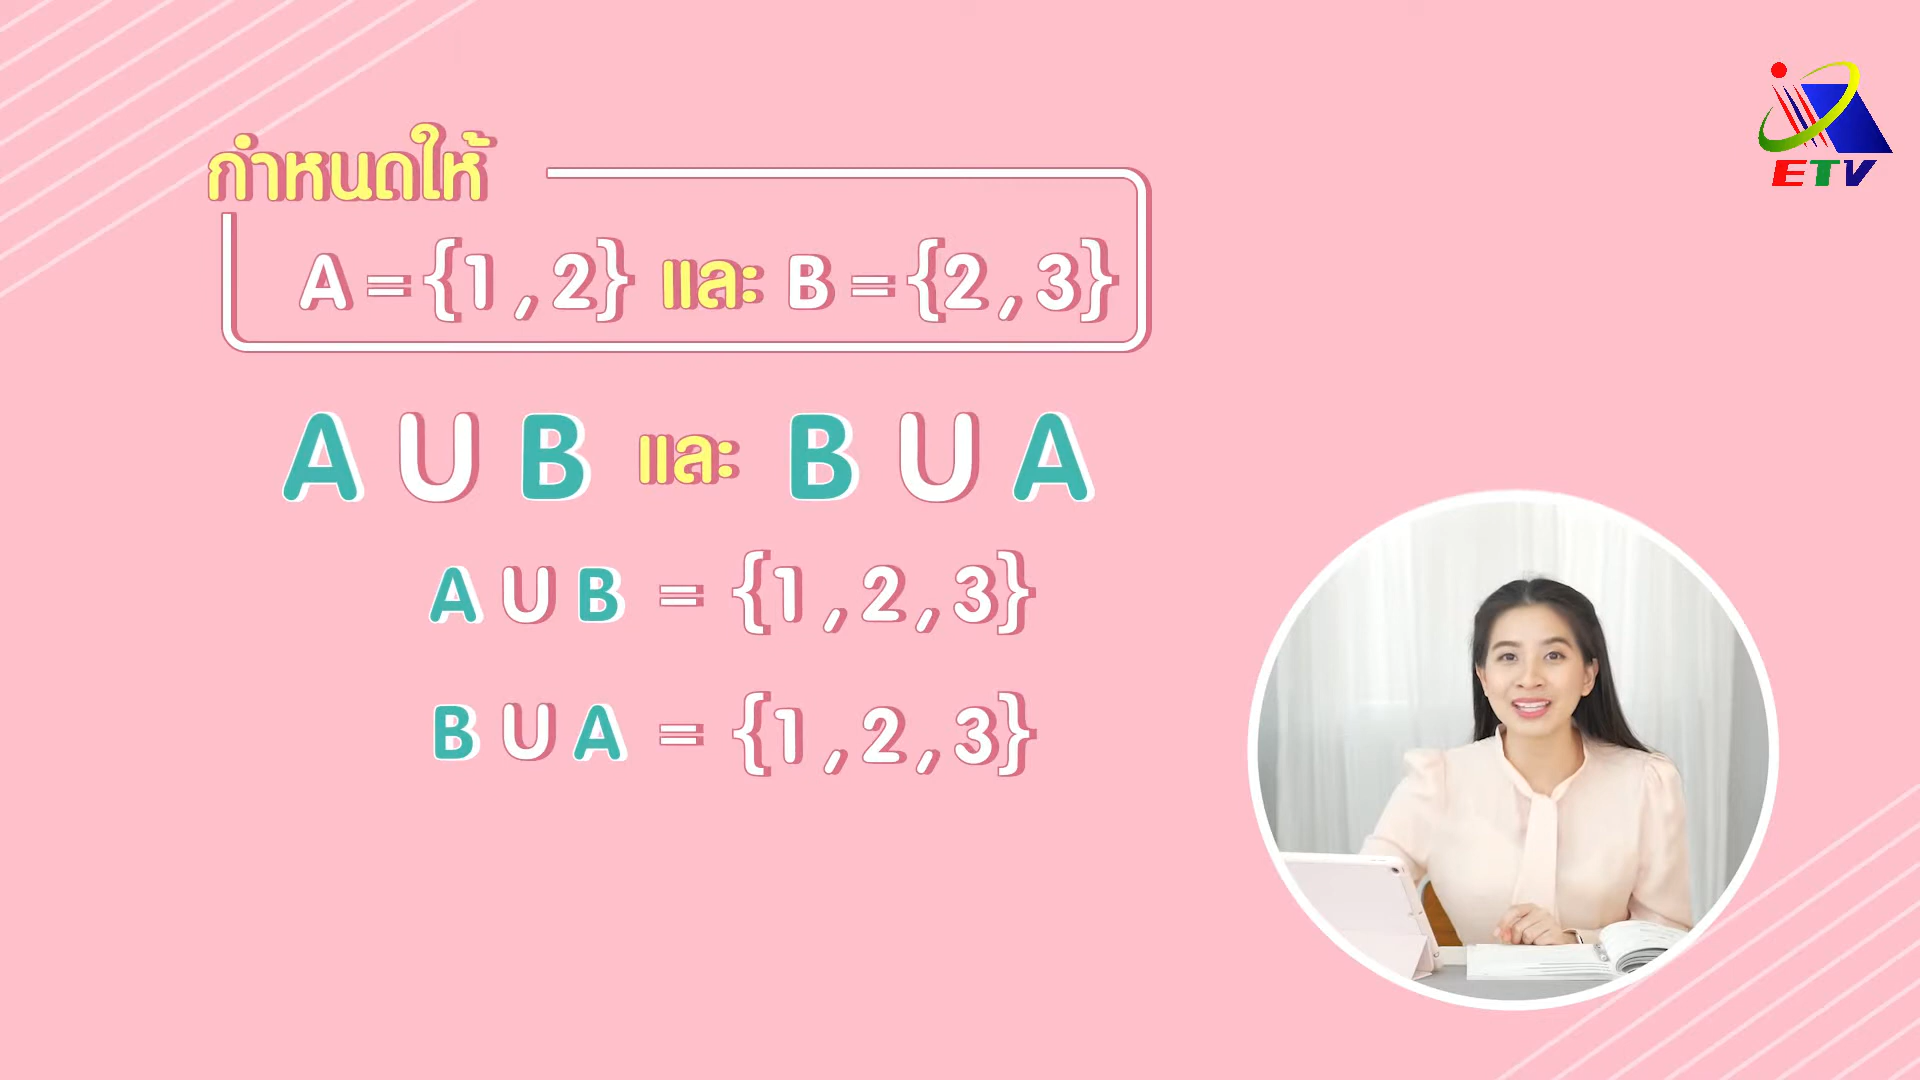 กำหนดให้
A = {1 , 2} และ B = {2 , 3}
A U B และ B U A
A U B = {1 , 2 , 3}
B U A = {1 , 2 , 3}
ETV